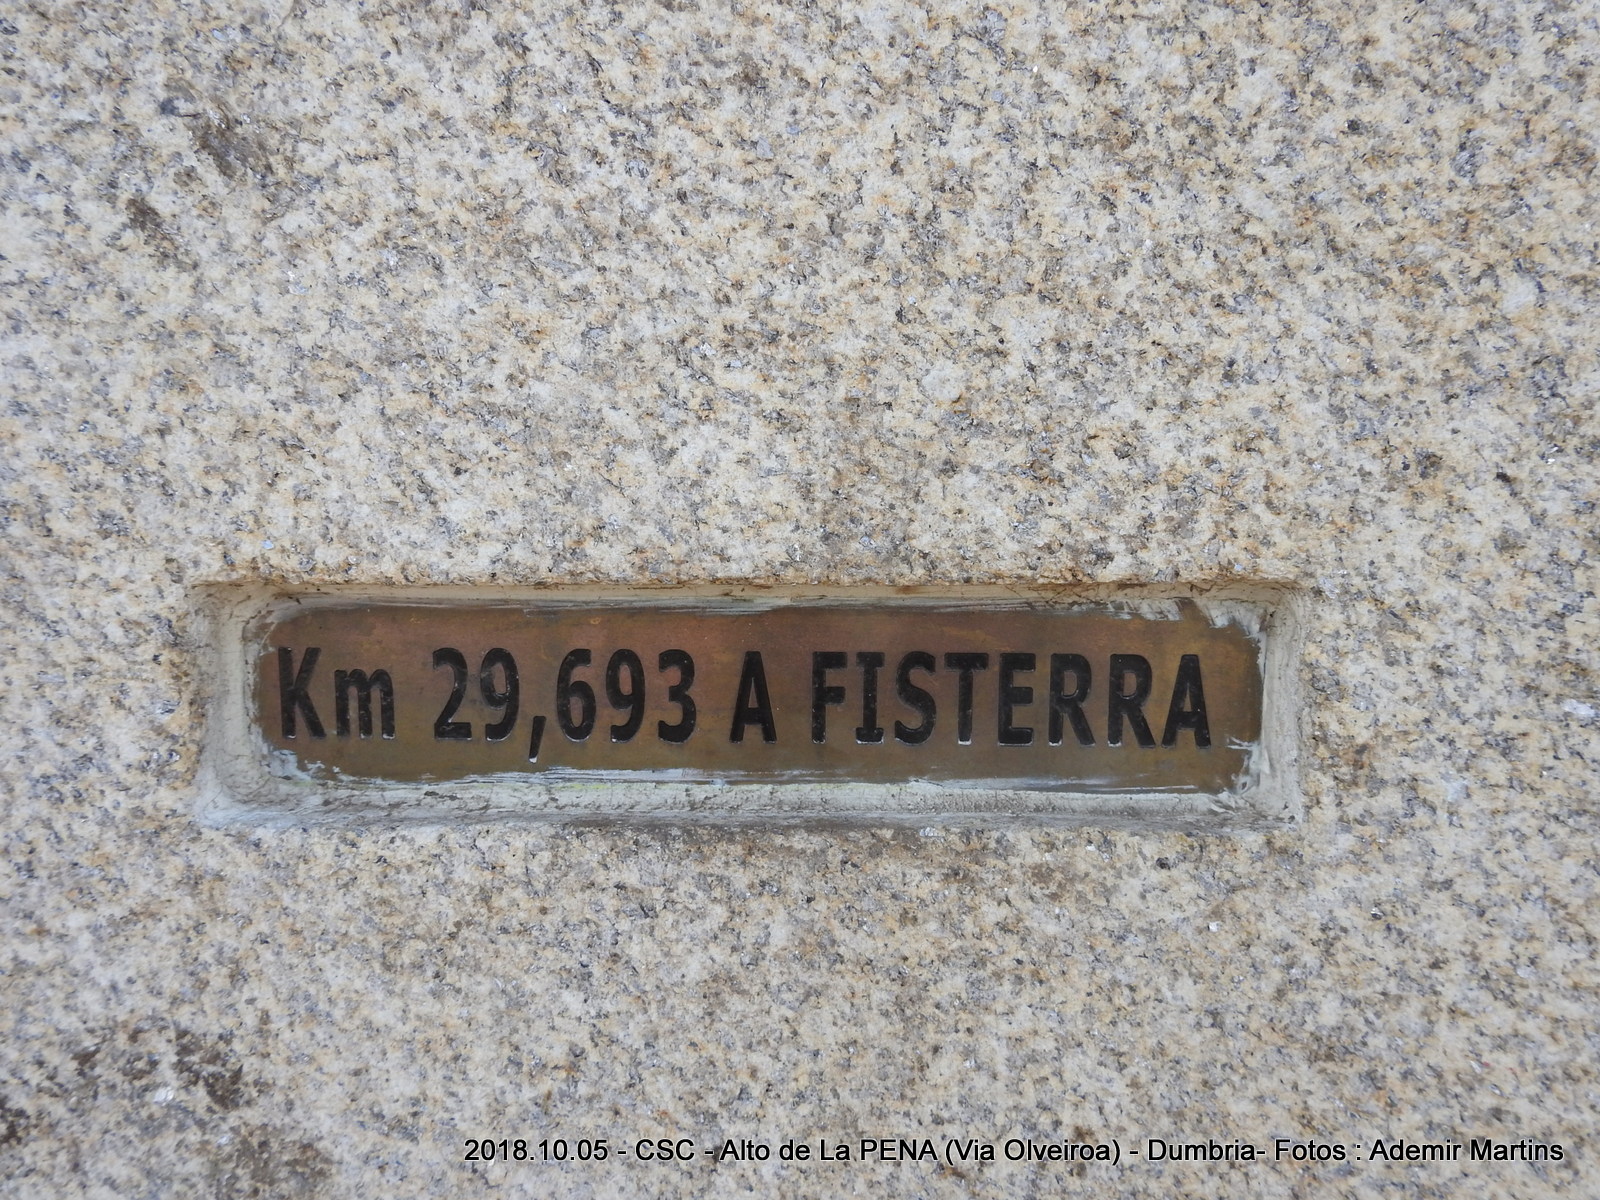 Km 29,693 A FISTERRA
2018.10.05 - CSC - Alto de La PENA (Via Olveiroa) - Dumbria- Fotos : Ademir Martins